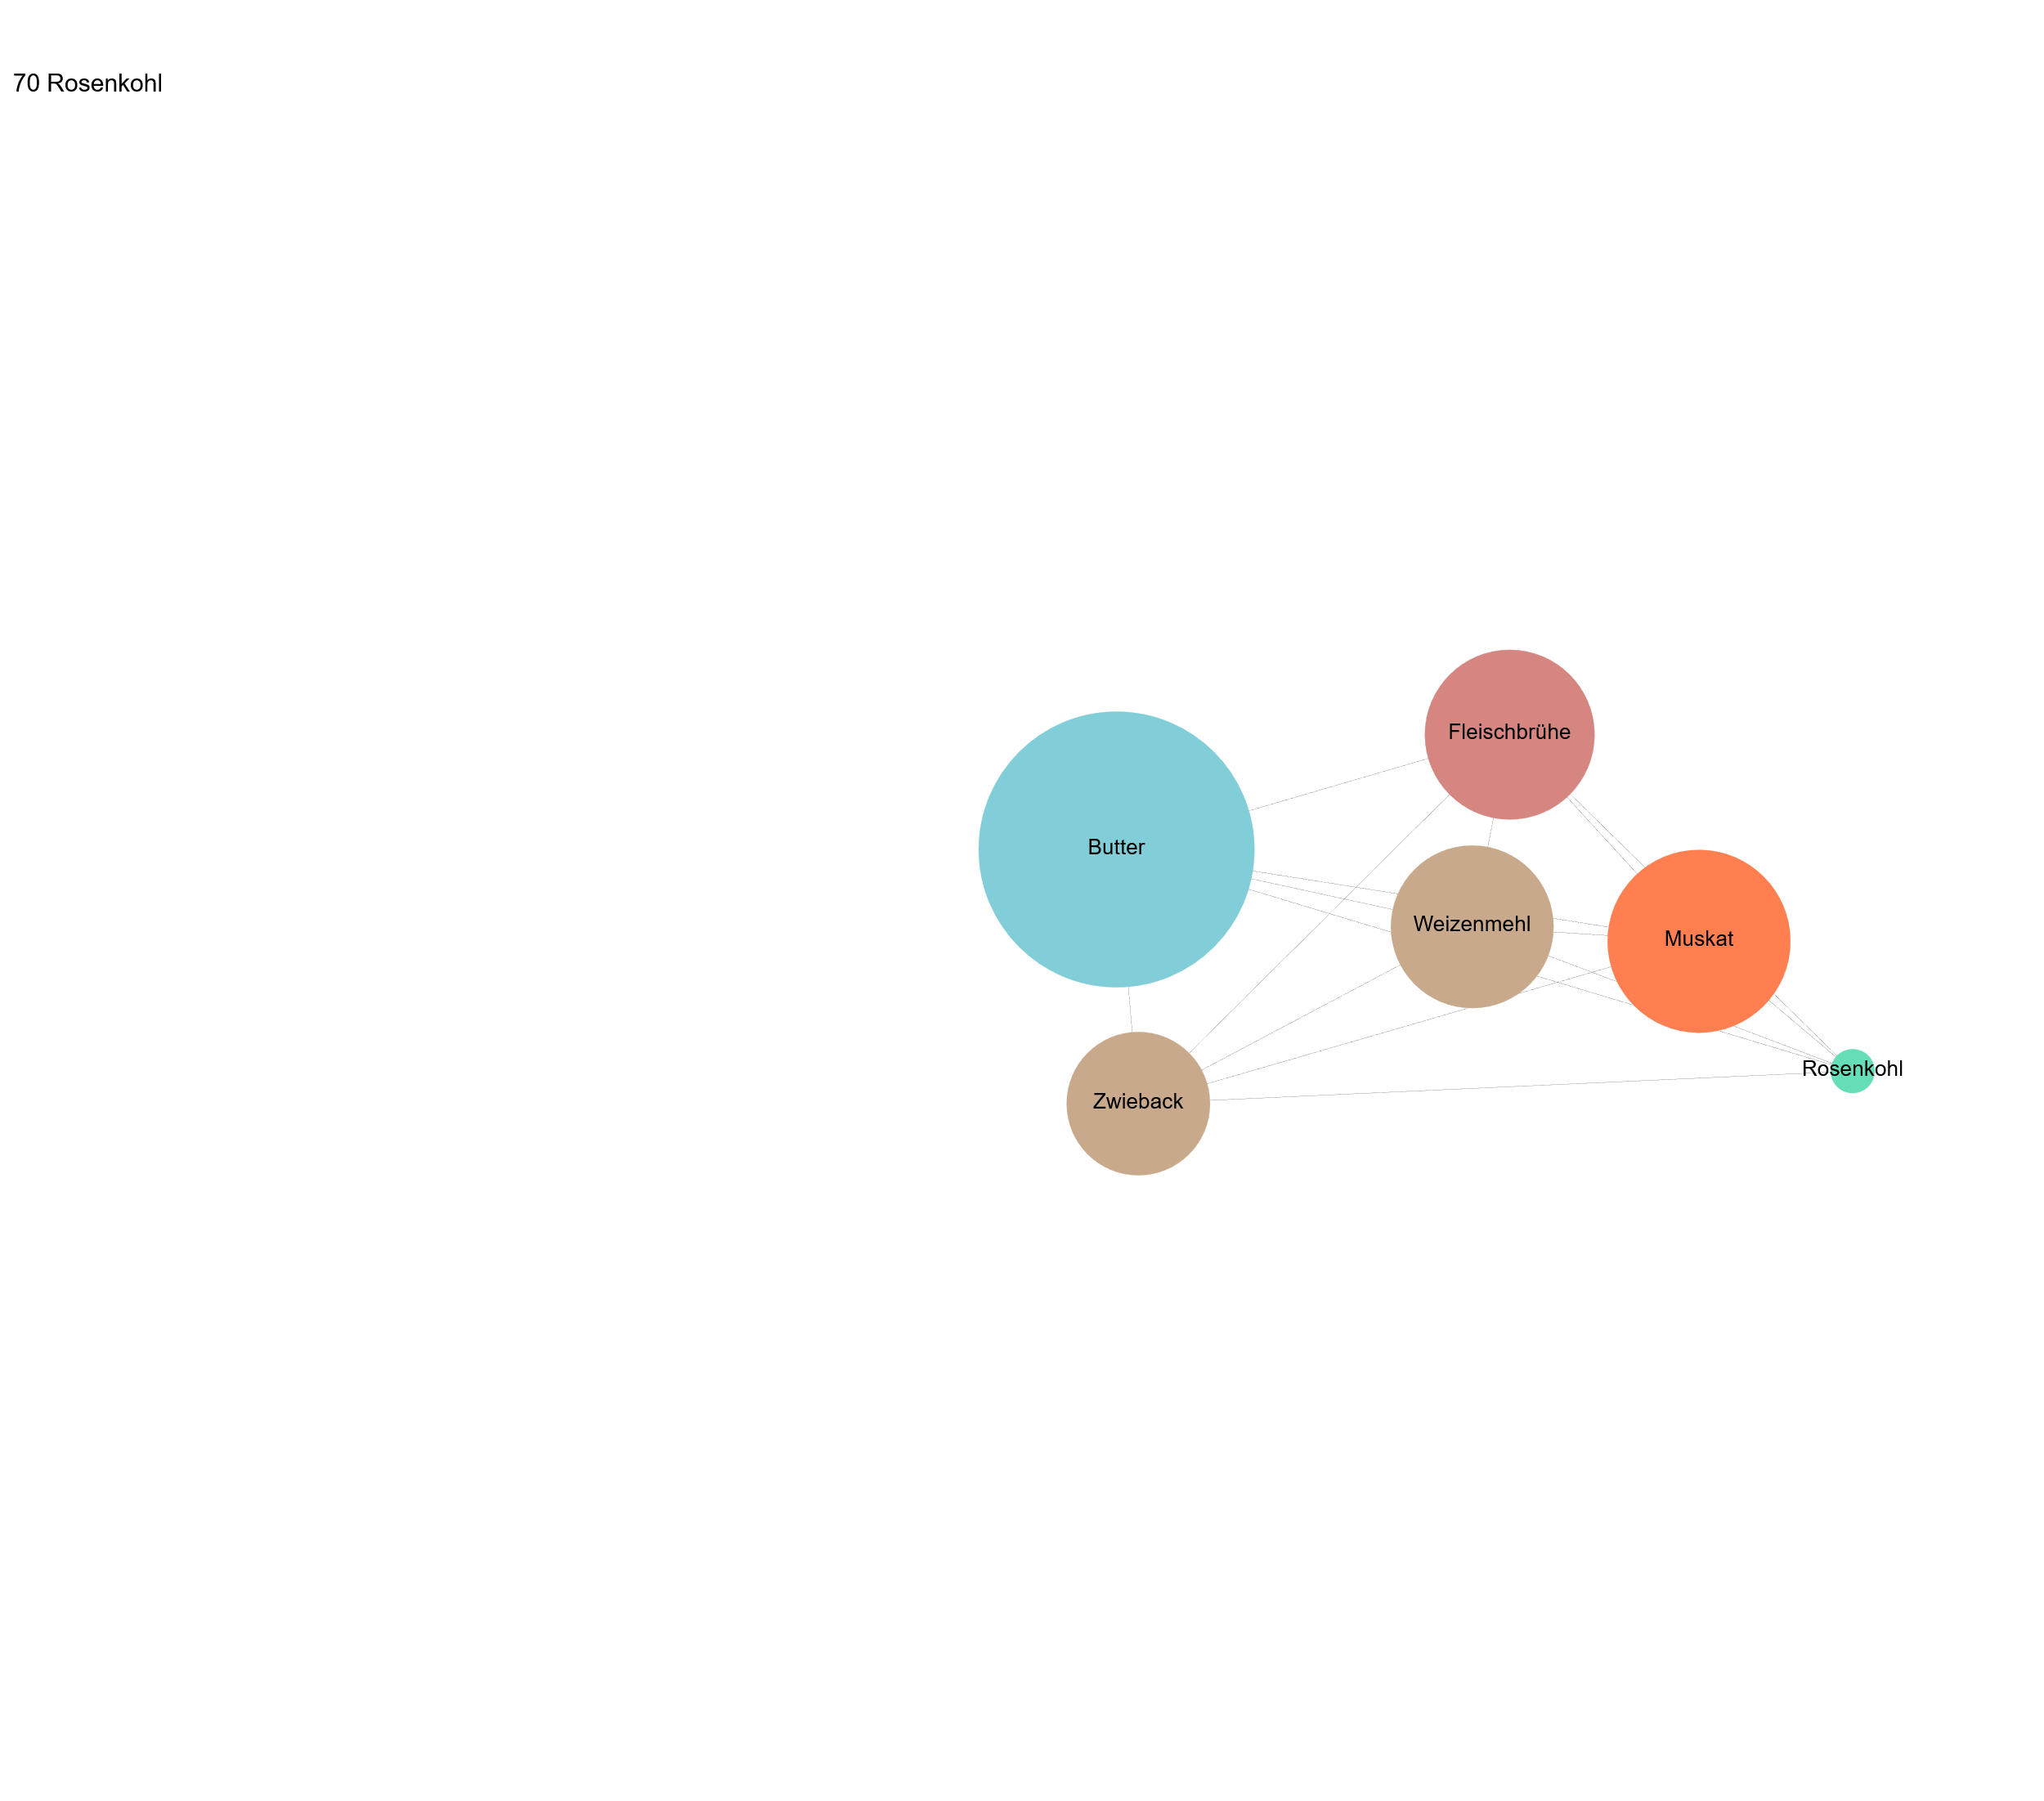 70 Rosenkohl
Fleischbrühe
Butter
Weizenmehl
Muskat
Rosenkohl
Zwieback